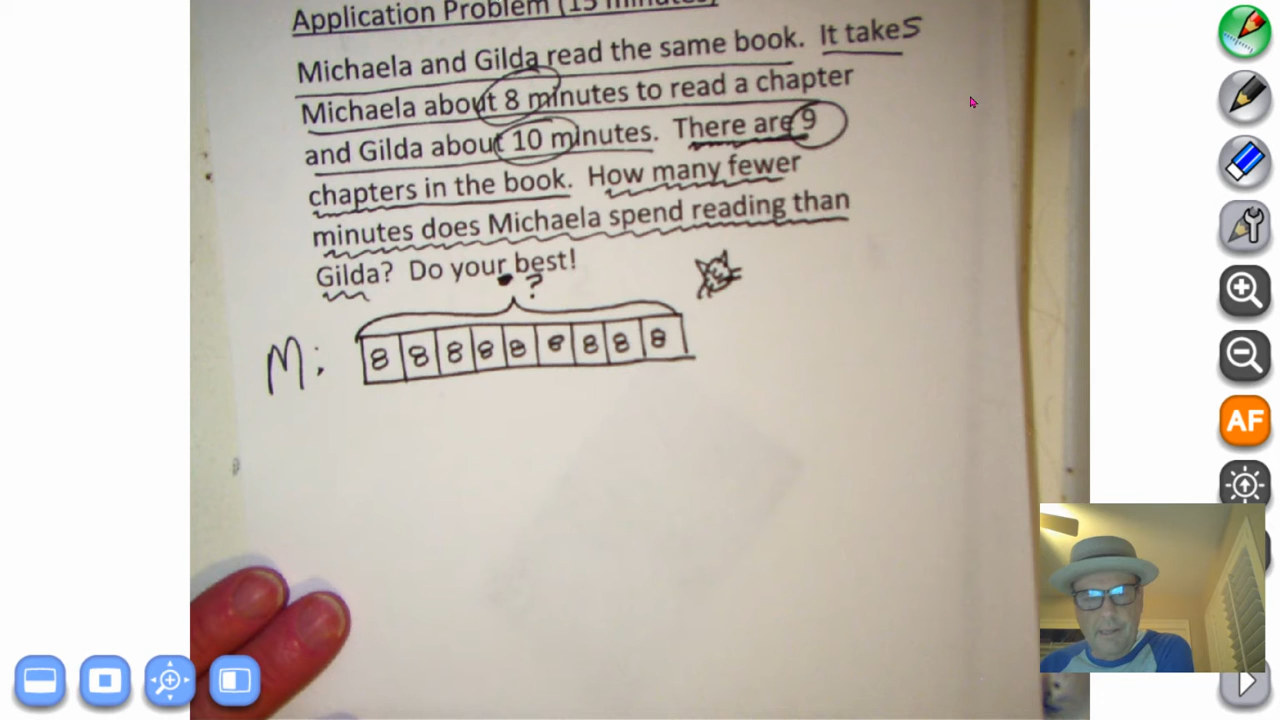 Application Problem (15 minutes)
Michaela and Gilda read the same book. It takes
Michaela about 8 minutes to read a chapter
and Gilda about 10 minutes. There are 9
chapters in the book. How many fewer
minutes does Michaela spend reading than
Gilda? Do your best!
?
M: 8 8 8 8 8 8 8 8 8
AF